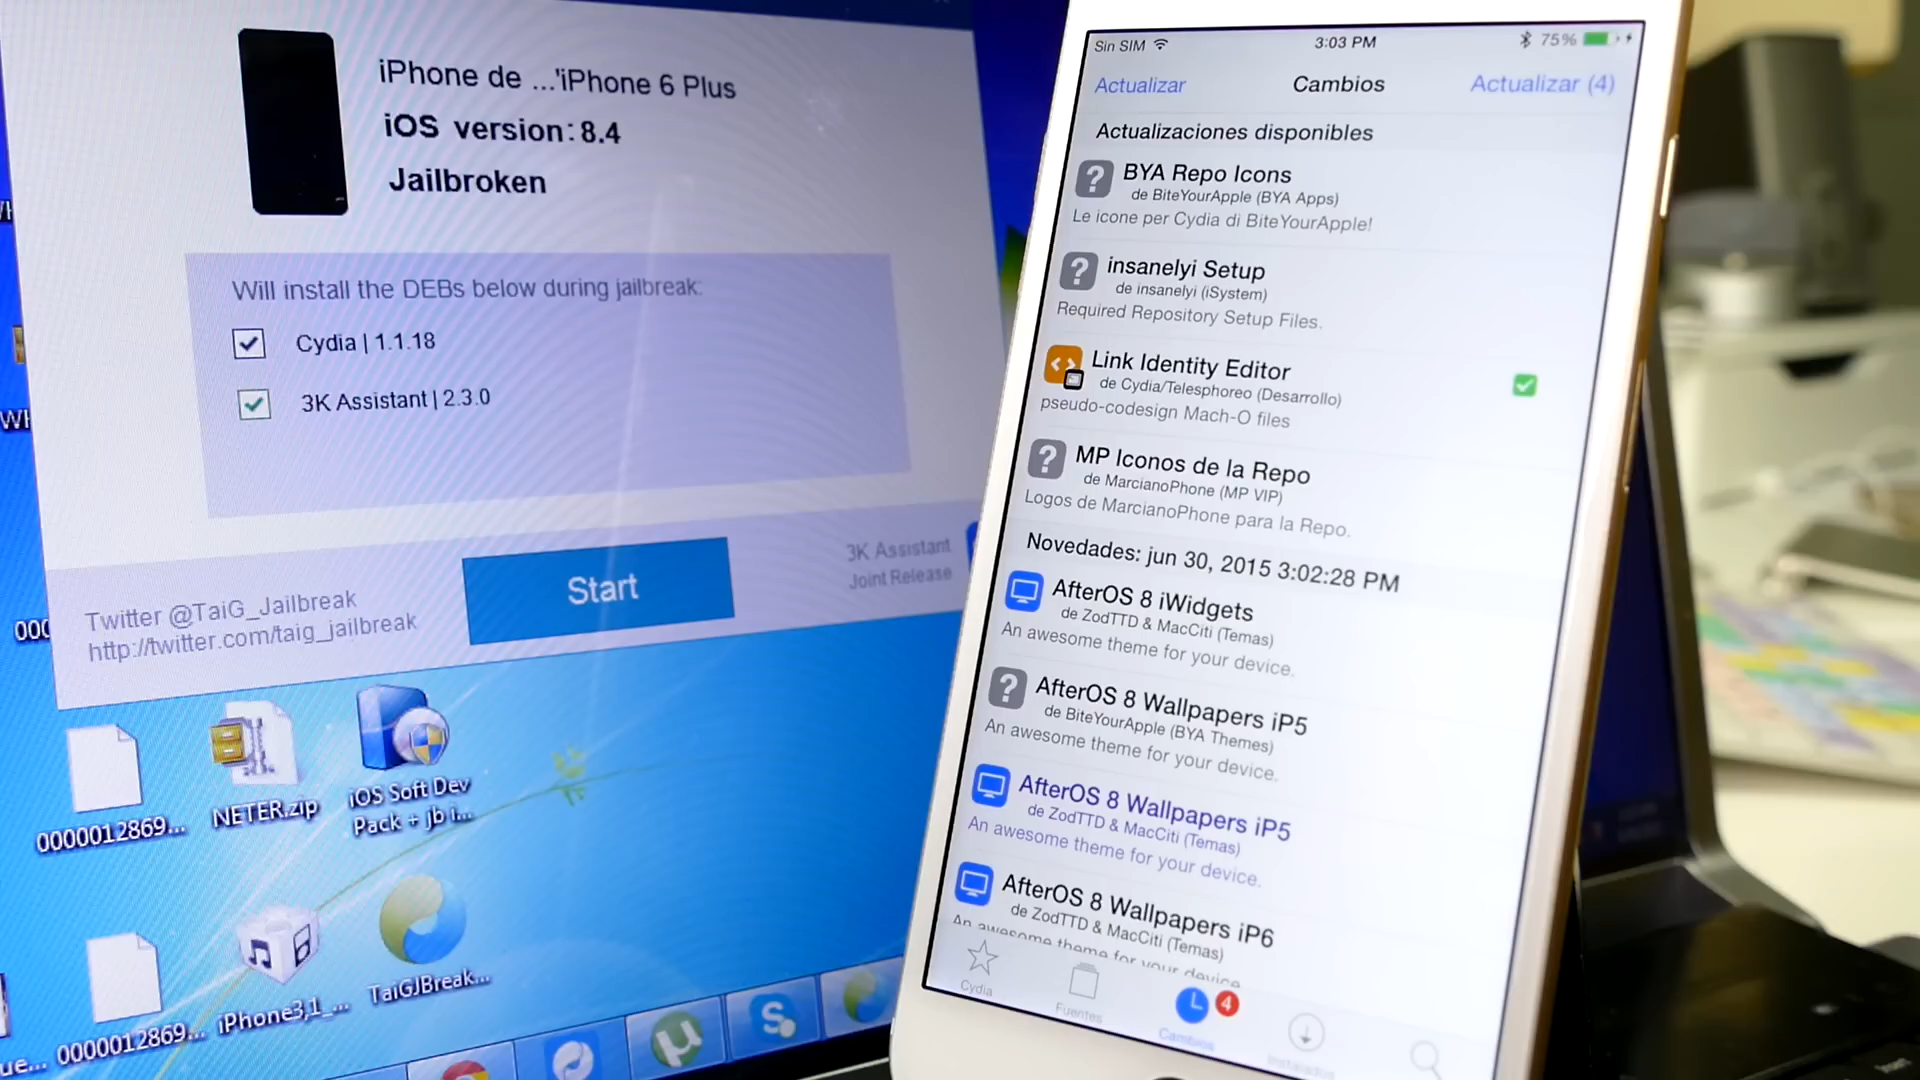 iPhone de ...'iPhone 6 Plus
iOS version: 8.4
Jailbroken
Will install the DEBs below during jailbreak:
Cydia | 1.1.18
3K Assistant | 2.3.0
Start
3K Assistant
Joint Release
Twitter @TaiG_Jailbreak
http://twitter.com/taig_jailbreak
0000012869...
NETER.zip
iOS Soft Dev
Pack + jb i...
0000012869...
iPhone3,1_...
TaiGJBreak...
Sin SIM
3:03 PM
75%
Actualizar
Cambios
Actualizar (4)
Actualizaciones disponibles
BYA Repo Icons
de BiteYourApple (BYA Apps)
Le icone per Cydia di BiteYourApple!
insanelyi Setup
de insanelyi (iSystem)
Required Repository Setup Files.
Link Identity Editor
de Cydia/Telesphoreo (Desarrollo)
pseudo-codesign Mach-O files
MP Iconos de la Repo
de MarcianoPhone (MP VIP)
Logos de MarcianoPhone para la Repo.
Novedades: jun 30, 2015 3:02:28 PM
AfterOS 8 iWidgets
de ZodTTD & MacCiti (Temas)
An awesome theme for your device.
AfterOS 8 Wallpapers iP5
de BiteYourApple (BYA Themes)
An awesome theme for your device.
AfterOS 8 Wallpapers iP5
de ZodTTD & MacCiti (Temas)
An awesome theme for your device.
AfterOS 8 Wallpapers iP6
de ZodTTD & MacCiti (Temas)
An awesome theme for your device.
Cydia
Fuentes
Cambios
4
Instalados